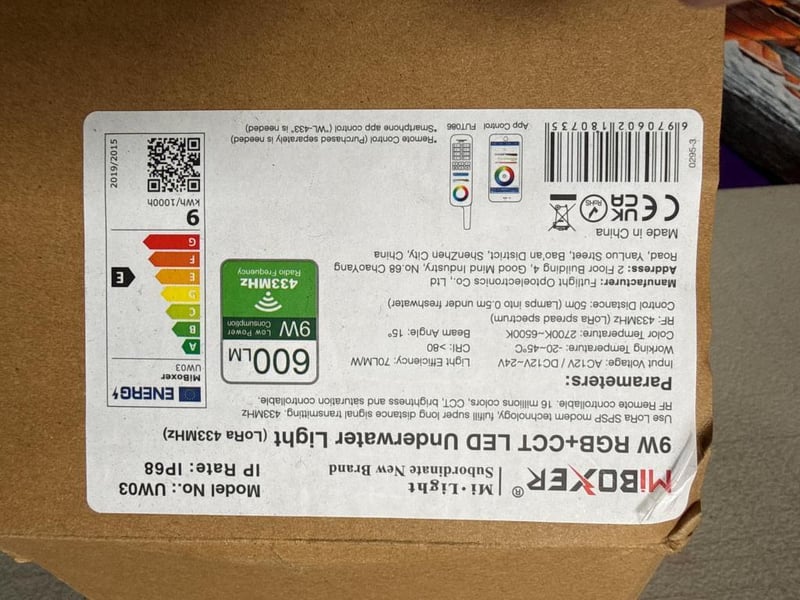 MiBOXER® | Mi·Light
Subordinate New Brand
Model No.: UW03
IP Rate: IP68
9W RGB+CCT LED Underwater Light (LoRa 433MHz)
Use LoRa SPSP modem technology, fulfill super long distance signal transmitting. 433MHz
RF Remote controllable. 16 millions colors, CCT, brightness and saturation controllable.
Parameters:
Input Voltage: AC12V / DC12V~24V
Working Temperature: -20~45°C
Color Temperature: 2700K~6500K
RF: 433MHz (LoRa spread spectrum)
Control Distance: 50m (Lamps into 0.5m under freshwater)
Light Efficiency: 70LM/W
CRI: >80
Beam Angle: 15°
Manufacturer: Futlight Optoelectronics Co., Ltd
Address: 2 Floor Builing 4, Good Mind Industry, No.68 ChaoYang
Road, YanLuo Street, Bao'an District, ShenZhen City, China
Made in China
CE UKCA RoHS
6970602180735
0295-3
App Control
FUT086
*Remote Control (Purchased separately is needed)
*Smartphone app control ("WL-433" is needed)
600LM
9W Low Power
Consumption
433MHz
Radio Frequency
ENERG
MiBoxer
UW03
A
B
C
D
E
F
G
E
9
kWh/1000h
2019/2015